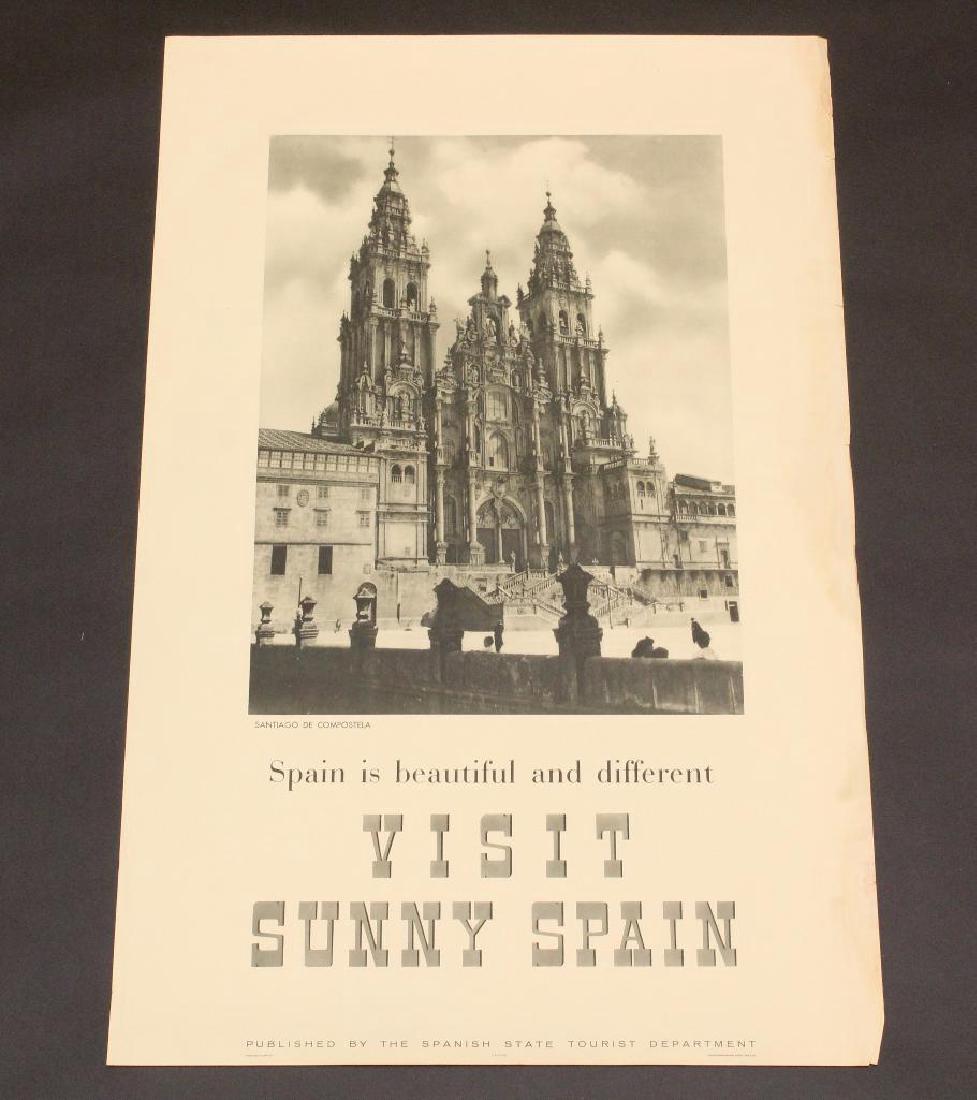 SANTIAGO DE COMPOSTELA
Spain is beautiful and different
VISIT
SUNNY SPAIN
PUBLISHED BY THE SPANISH STATE TOURIST DEPARTMENT